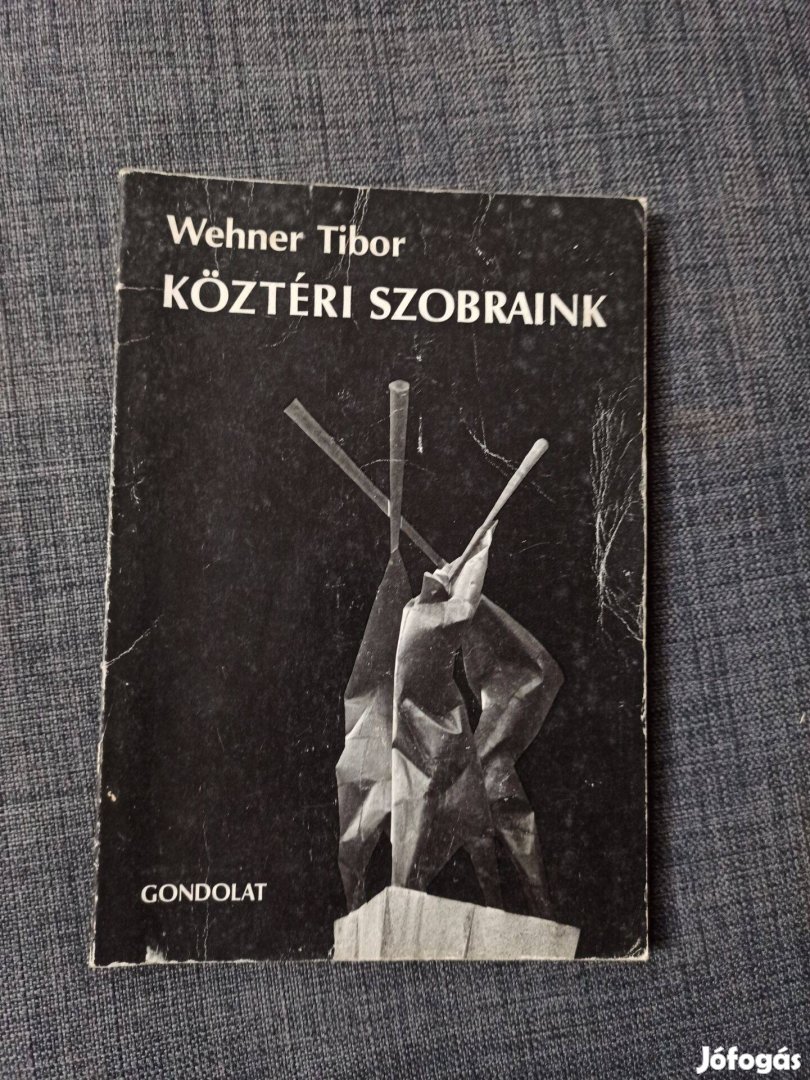 Wehner Tibor
KÖZTÉRI SZOBRAINK
GONDOLAT
Jófogás